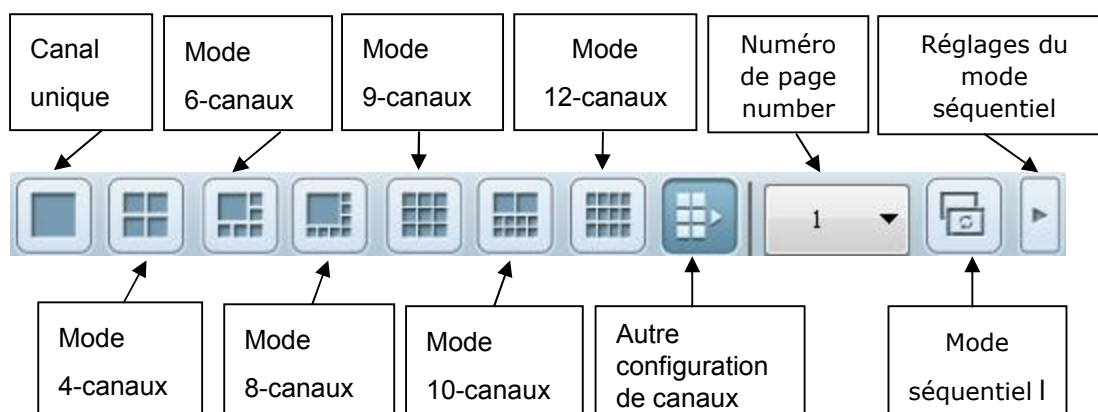 Canal
unique
Mode
6-canaux
Mode
9-canaux
Mode
12-canaux
Numéro
de page
number
Réglages du
mode
séquentiel
1
Mode
4-canaux
Mode
8-canaux
Mode
10-canaux
Autre
configuration
de canaux
Mode
séquentiel l